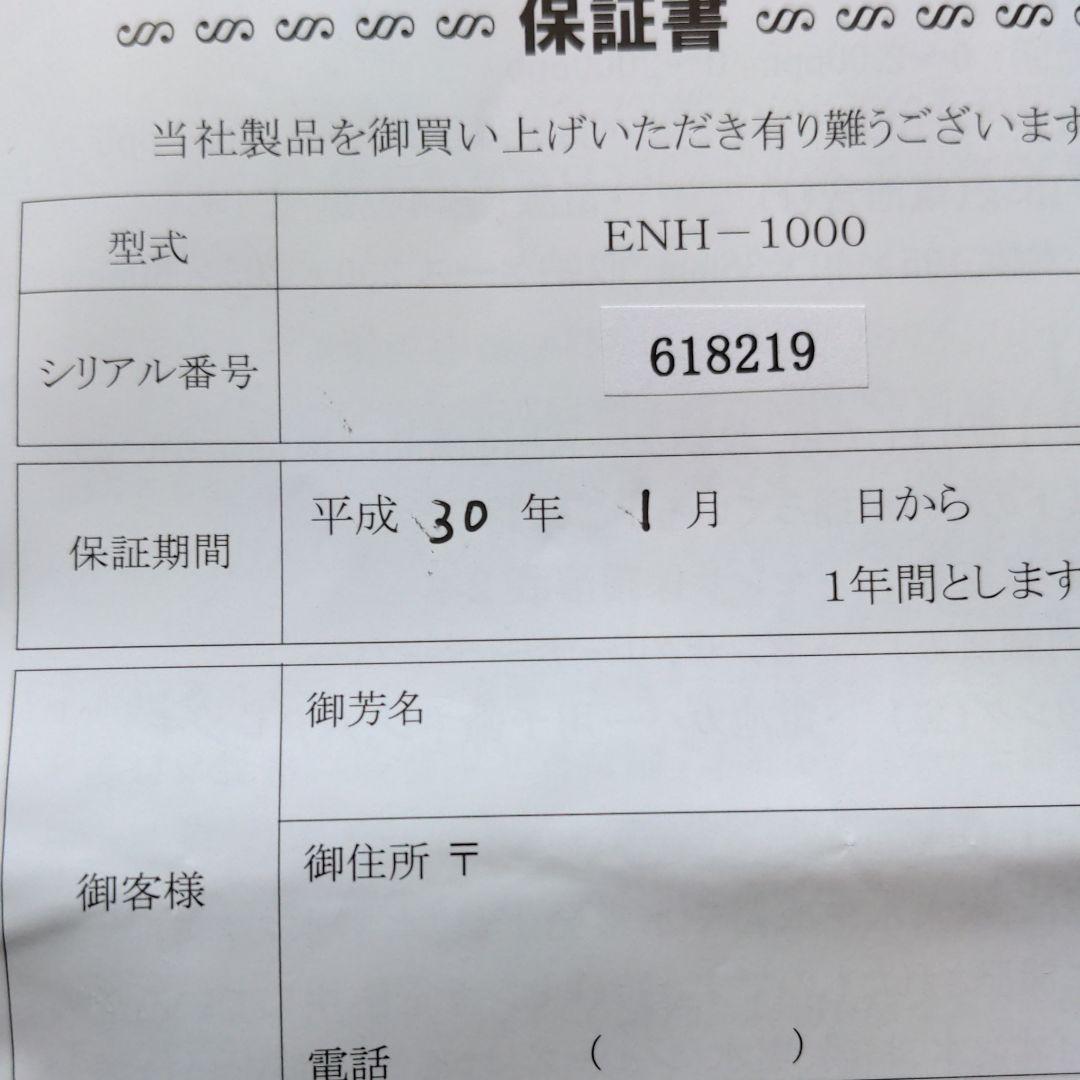 保証書
当社製品を御買い上げいただき有り難うございます
型式 ENH－1000
シリアル番号 618219
保証期間 平成 30 年 1 月 日から
1年間とします
御客様
御芳名
御住所 〒
電話 ( )